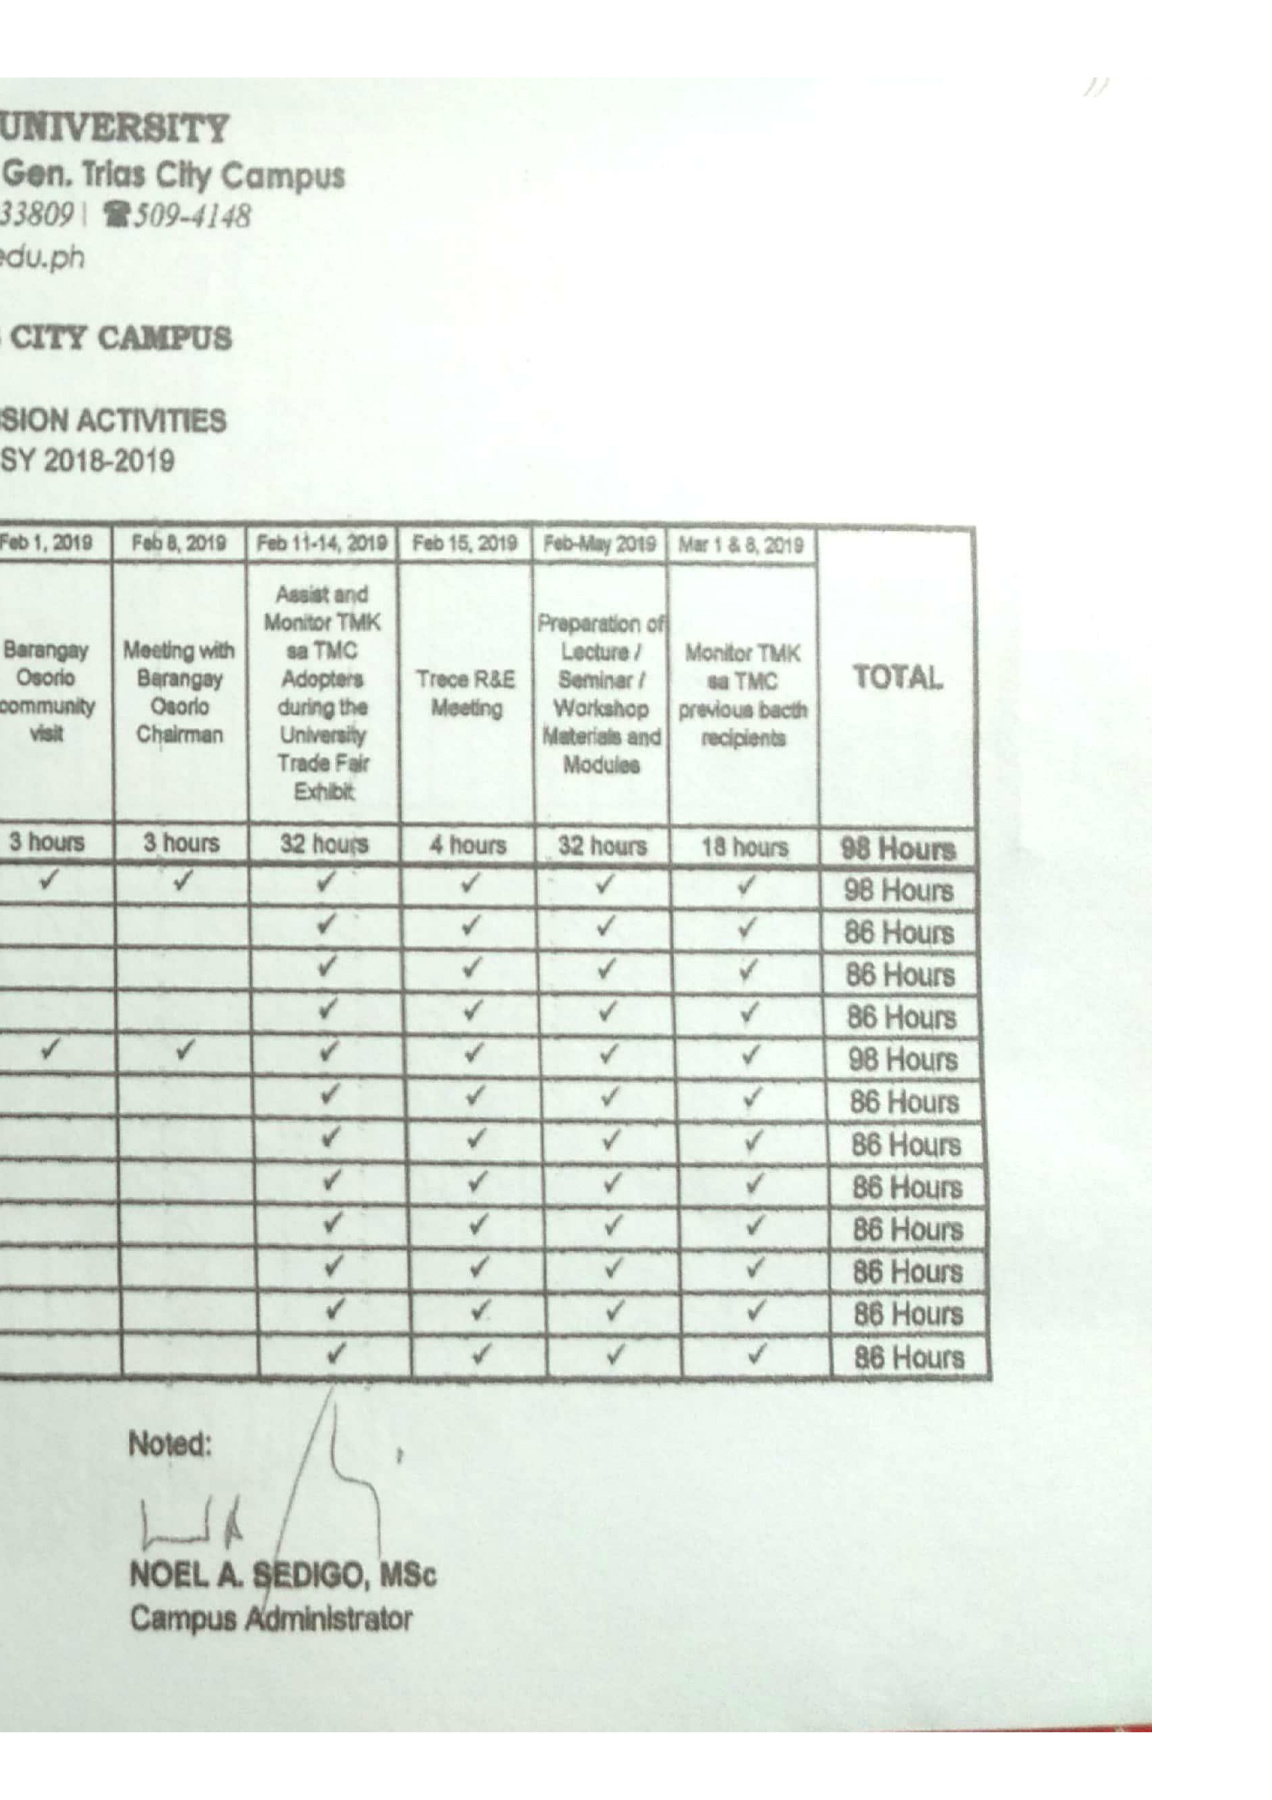 UNIVERSITY
Gen. Trias City Campus
33809 | ☎509-4148
edu.ph
CITY CAMPUS
SION ACTIVITIES
SY 2018-2019
Feb 1, 2019 Feb 8, 2019 Feb 11-14, 2019 Feb 15, 2019 Feb-May 2019 Mar 1 & 8, 2019
Barangay
Osorio
community
visit
Meeting with
Barangay
Osorio
Chairman
Assist and
Monitor TMK
sa TMC
Adopters
during the
University
Trade Fair
Exhibit
Trece R&E
Meeting
Preparation of
Lecture /
Seminar /
Workshop
Materials and
Modules
Monitor TMK
sa TMC
previous bacth
recipients
TOTAL
3 hours 3 hours 32 hours 4 hours 32 hours 18 hours 98 Hours
✓ ✓ ✓ ✓ ✓ ✓ 98 Hours
✓ ✓ ✓ ✓ 86 Hours
✓ ✓ ✓ ✓ 86 Hours
✓ ✓ ✓ ✓ 86 Hours
✓ ✓ ✓ ✓ ✓ ✓ 98 Hours
✓ ✓ ✓ ✓ 86 Hours
✓ ✓ ✓ ✓ 86 Hours
✓ ✓ ✓ ✓ 86 Hours
✓ ✓ ✓ ✓ 86 Hours
✓ ✓ ✓ ✓ 86 Hours
✓ ✓ ✓ ✓ 86 Hours
✓ ✓ ✓ ✓ 86 Hours
Noted:
NOEL A. SEDIGO, MSc
Campus Administrator